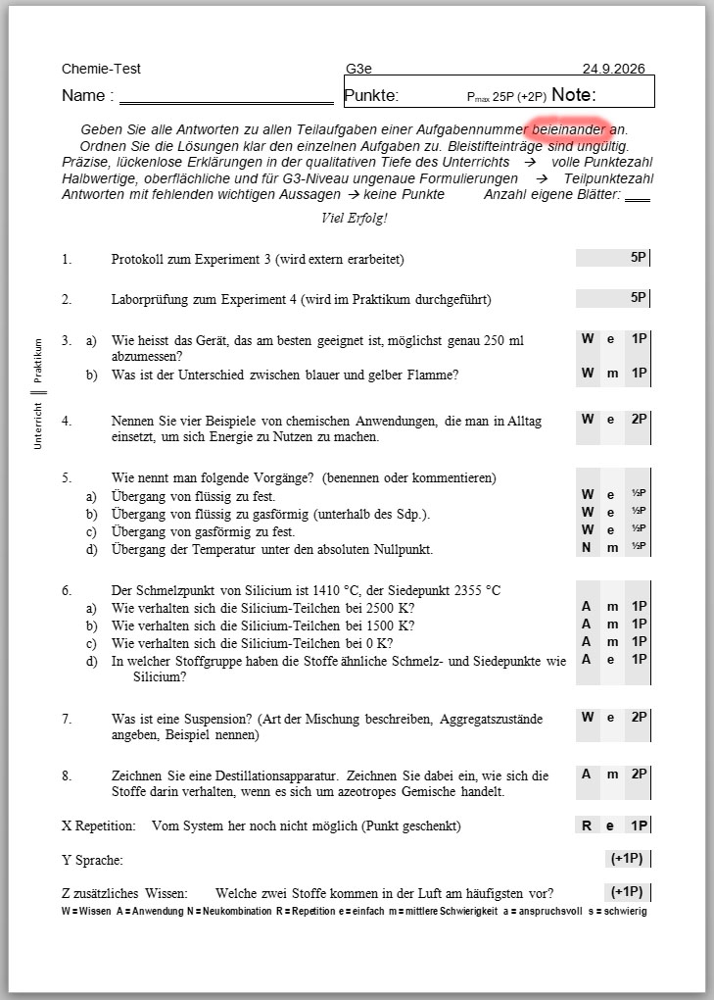 Chemie-Test G3e 24.9.2026
Name : Punkte: Pmax 25P (+2P) Note:
Geben Sie alle Antworten zu allen Teilaufgaben einer Aufgabennummer beieinander an.
Ordnen Sie die Lösungen klar den einzelnen Aufgaben zu. Bleistifteinträge sind ungültig.
Präzise, lückenlose Erklärungen in der qualitativen Tiefe des Unterrichts → volle Punktezahl
Halbwertige, oberflächliche und für G3-Niveau ungenaue Formulierungen → Teilpunktezahl
Antworten mit fehlenden wichtigen Aussagen → keine Punkte Anzahl eigene Blätter:
Viel Erfolg!
1. Protokoll zum Experiment 3 (wird extern erarbeitet) 5P
2. Laborprüfung zum Experiment 4 (wird im Praktikum durchgeführt) 5P
3. a) Wie heisst das Gerät, das am besten geeignet ist, möglichst genau 250 ml W e 1P
abzumessen?
b) Was ist der Unterschied zwischen blauer und gelber Flamme? W m 1P
Unterricht || Praktikum
4. Nennen Sie vier Beispiele von chemischen Anwendungen, die man in Alltag W e 2P
einsetzt, um sich Energie zu Nutzen zu machen.
5. Wie nennt man folgende Vorgänge? (benennen oder kommentieren)
a) Übergang von flüssig zu fest. W e ½P
b) Übergang von flüssig zu gasförmig (unterhalb des Sdp.). W e ½P
c) Übergang von gasförmig zu fest. W e ½P
d) Übergang der Temperatur unter den absoluten Nullpunkt. N m ½P
6. Der Schmelzpunkt von Silicium ist 1410 °C, der Siedepunkt 2355 °C
a) Wie verhalten sich die Silicium-Teilchen bei 2500 K? A m 1P
b) Wie verhalten sich die Silicium-Teilchen bei 1500 K? A m 1P
c) Wie verhalten sich die Silicium-Teilchen bei 0 K? A m 1P
d) In welcher Stoffgruppe haben die Stoffe ähnliche Schmelz- und Siedepunkte wie A e 1P
Silicium?
7. Was ist eine Suspension? (Art der Mischung beschreiben, Aggregatszustände W e 2P
angeben, Beispiel nennen)
8. Zeichnen Sie eine Destillationsapparatur. Zeichnen Sie dabei ein, wie sich die A m 2P
Stoffe darin verhalten, wenn es sich um azeotropes Gemische handelt.
X Repetition: Vom System her noch nicht möglich (Punkt geschenkt) R e 1P
Y Sprache: (+1P)
Z zusätzliches Wissen: Welche zwei Stoffe kommen in der Luft am häufigsten vor? (+1P)
W = Wissen A = Anwendung N = Neukombination R = Repetition e = einfach m = mittlere Schwierigkeit a = anspruchsvoll s = schwierig